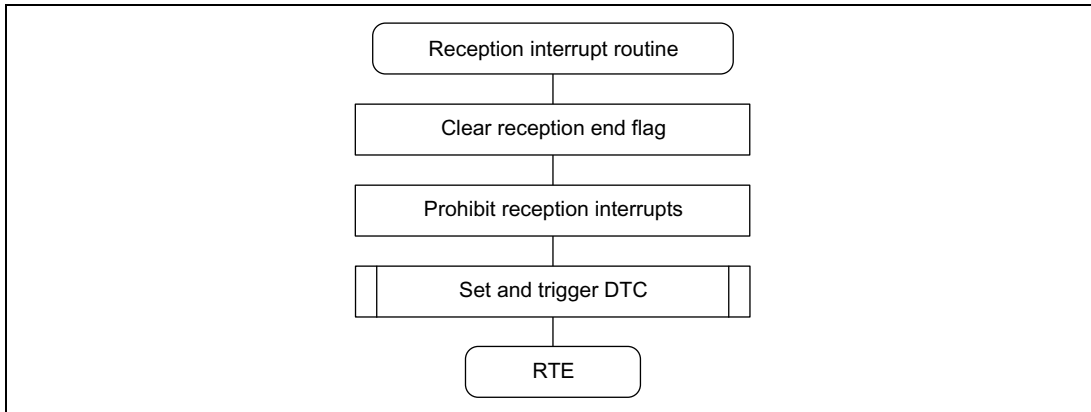 Reception interrupt routine
Clear reception end flag
Prohibit reception interrupts
Set and trigger DTC
RTE